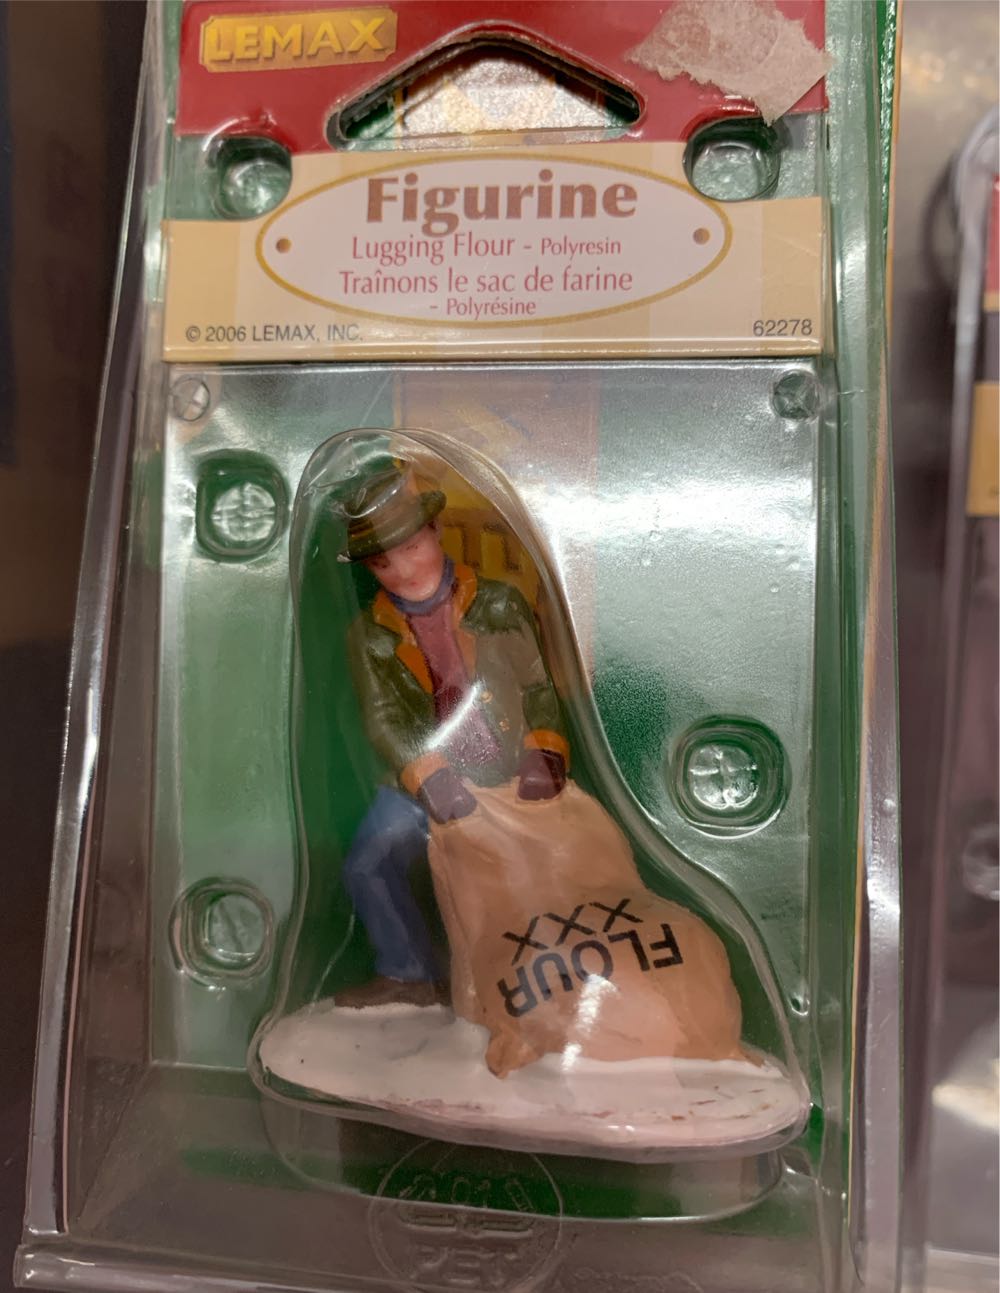 LEMAX
Figurine
Lugging Flour - Polyresin
Traînons le sac de farine
- Polyrésine
© 2006 LEMAX, INC.
62278
FLOUR
XXX